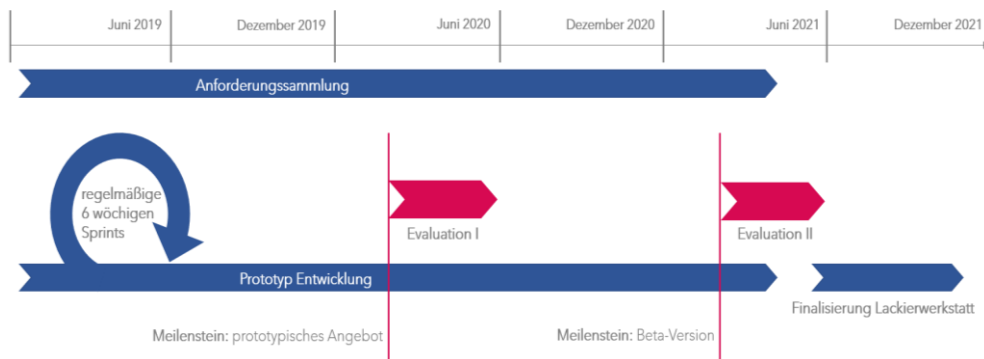 Juni 2019
Dezember 2019
Juni 2020
Dezember 2020
Juni 2021
Dezember 2021
Anforderungssammlung
regelmäßige
6 wöchigen
Sprints
Evaluation I
Evaluation II
Prototyp Entwicklung
Finalisierung Lackierwerkstatt
Meilenstein: prototypisches Angebot
Meilenstein: Beta-Version